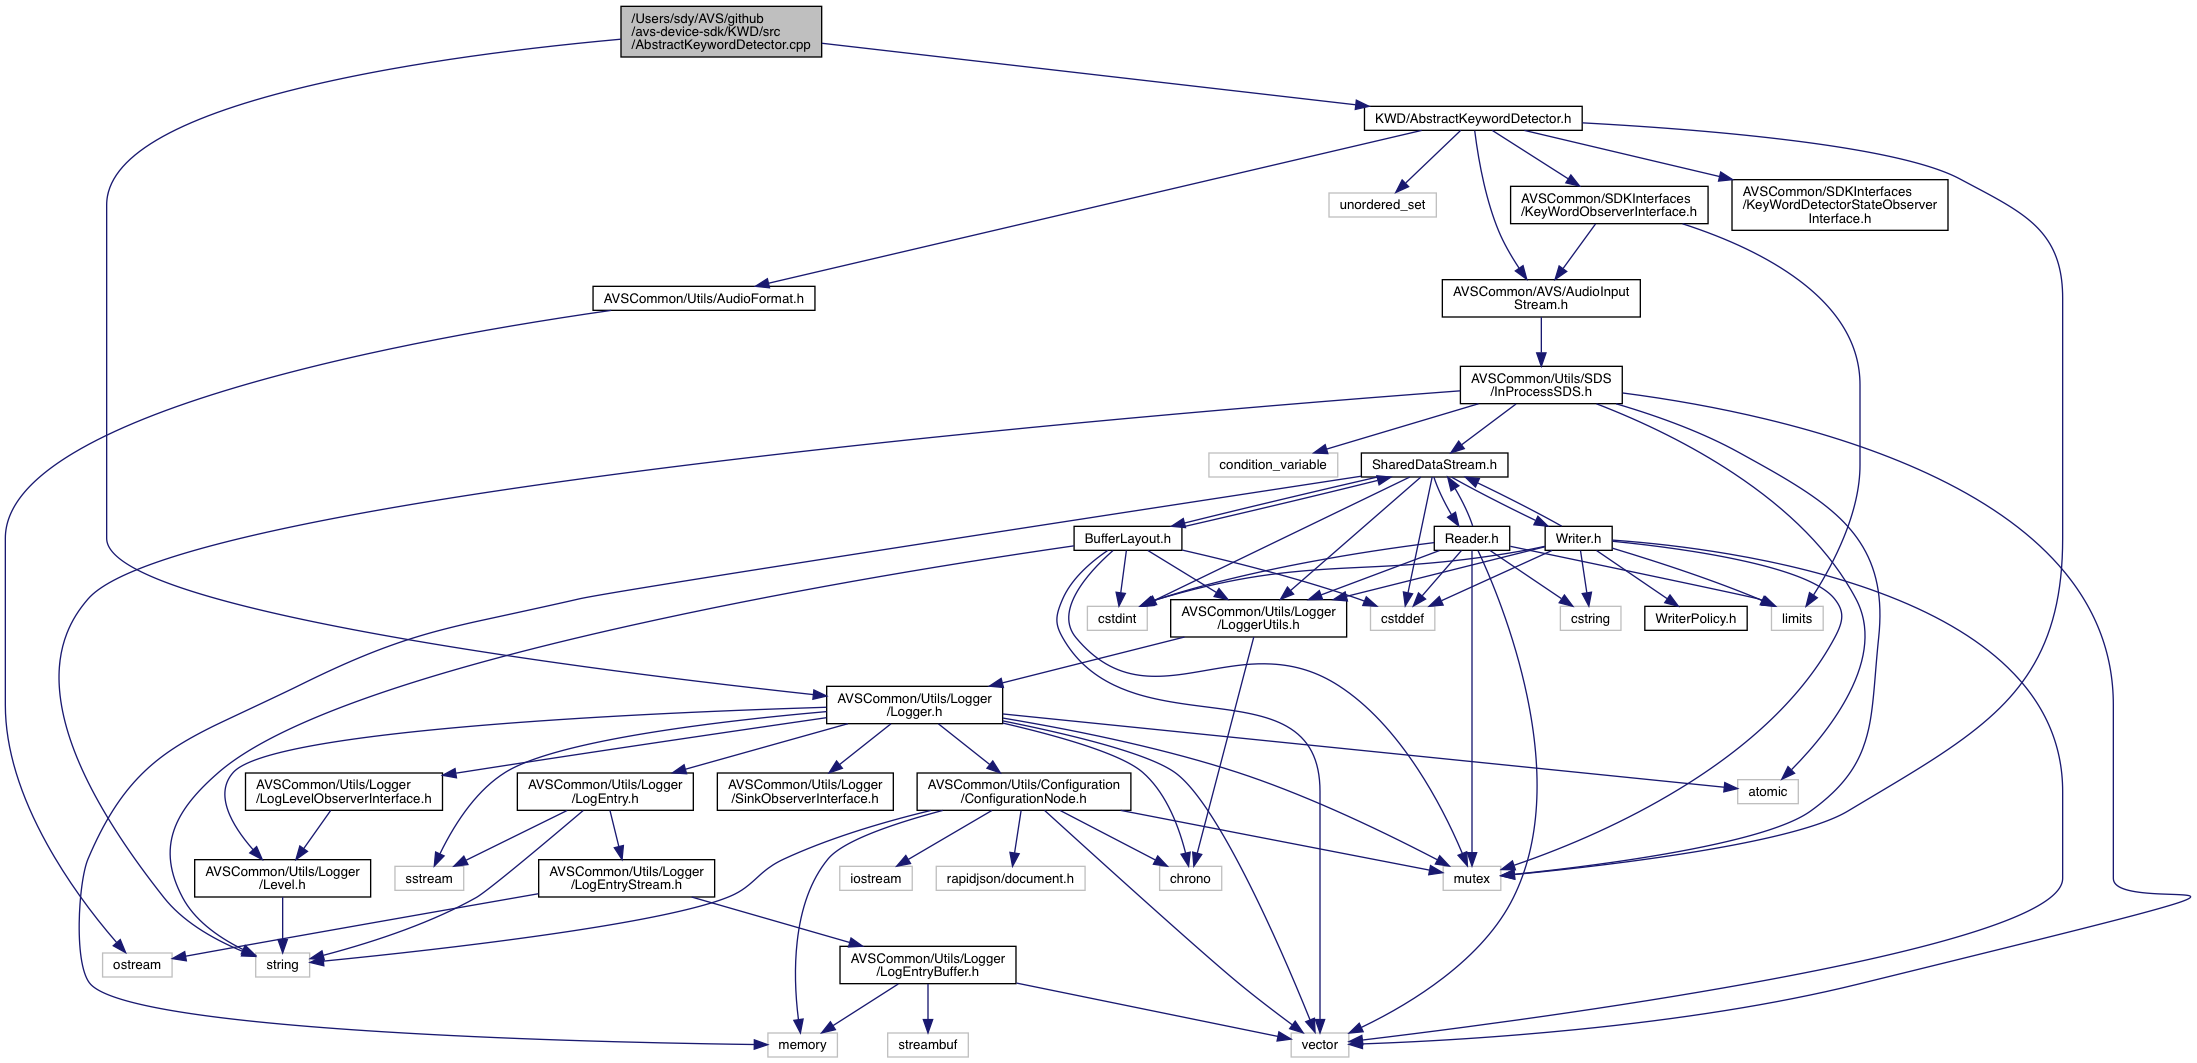 /Users/sdy/AVS/github
/avs-device-sdk/KWD/src
/AbstractKeywordDetector.cpp
KWD/AbstractKeywordDetector.h
unordered_set
AVSCommon/SDKInterfaces
/KeyWordObserverInterface.h
AVSCommon/SDKInterfaces
/KeyWordDetectorStateObserver
Interface.h
AVSCommon/Utils/AudioFormat.h
AVSCommon/AVS/AudioInput
Stream.h
AVSCommon/Utils/SDS
/InProcessSDS.h
condition_variable
SharedDataStream.h
BufferLayout.h
Reader.h
Writer.h
cstdint
AVSCommon/Utils/Logger
/LoggerUtils.h
cstddef
cstring
WriterPolicy.h
limits
AVSCommon/Utils/Logger
/Logger.h
AVSCommon/Utils/Logger
/LogLevelObserverInterface.h
AVSCommon/Utils/Logger
/LogEntry.h
AVSCommon/Utils/Logger
/SinkObserverInterface.h
AVSCommon/Utils/Configuration
/ConfigurationNode.h
atomic
AVSCommon/Utils/Logger
/Level.h
sstream
AVSCommon/Utils/Logger
/LogEntryStream.h
iostream
rapidjson/document.h
chrono
mutex
ostream
string
AVSCommon/Utils/Logger
/LogEntryBuffer.h
memory
streambuf
vector